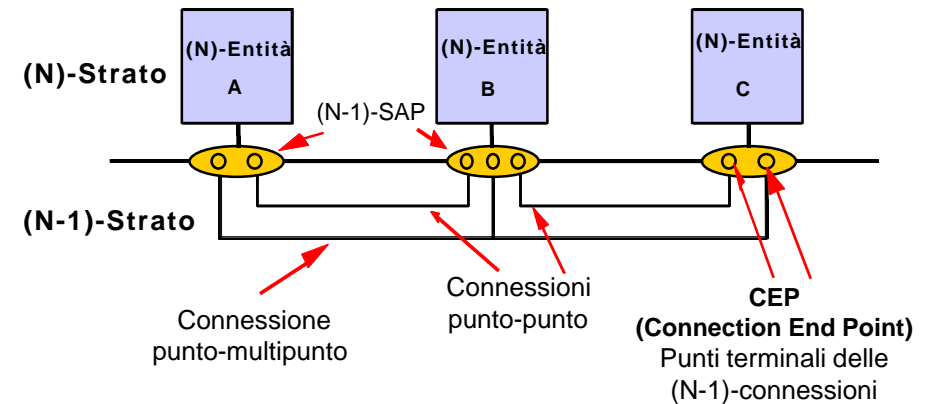 (N)-Entità
A
(N)-Entità
B
(N)-Entità
C
(N)-Strato
(N-1)-SAP
(N-1)-Strato
Connessione
punto-multipunto
Connessioni
punto-punto
CEP
(Connection End Point)
Punti terminali delle
(N-1)-connessioni